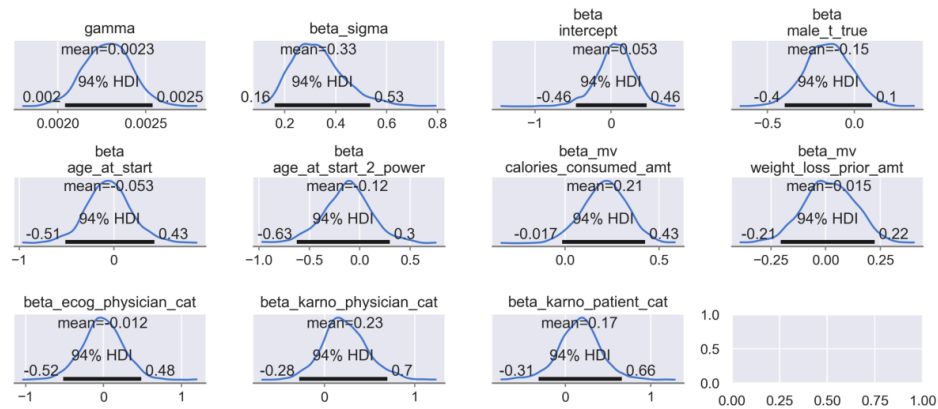 gamma
mean=0.0023
94% HDI
0.002 0.0025
0.0020 0.0025
beta_sigma
mean=0.33
94% HDI
0.16 0.53
0.2 0.4 0.6 0.8
beta
intercept
mean=0.053
94% HDI
-0.46 0.46
−1 0
beta
male_t_true
mean=-0.15
94% HDI
-0.4 0.1
−0.5 0.0
beta
age_at_start
mean=-0.053
94% HDI
-0.51 0.43
−1 0
beta
age_at_start_2_power
mean=-0.12
94% HDI
-0.63 0.3
−1.0 −0.5 0.0 0.5
beta_mv
calories_consumed_amt
mean=0.21
94% HDI
-0.017 0.43
0.0 0.5
beta_mv
weight_loss_prior_amt
mean=0.015
94% HDI
-0.21 0.22
−0.25 0.00 0.25
beta_ecog_physician_cat
mean=-0.012
94% HDI
-0.52 0.48
−1 0 1
beta_karno_physician_cat
mean=0.23
94% HDI
-0.28 0.7
0 1
beta_karno_patient_cat
mean=0.17
94% HDI
-0.31 0.66
0 1
1.0
0.5
0.0
0.00 0.25 0.50 0.75 1.00